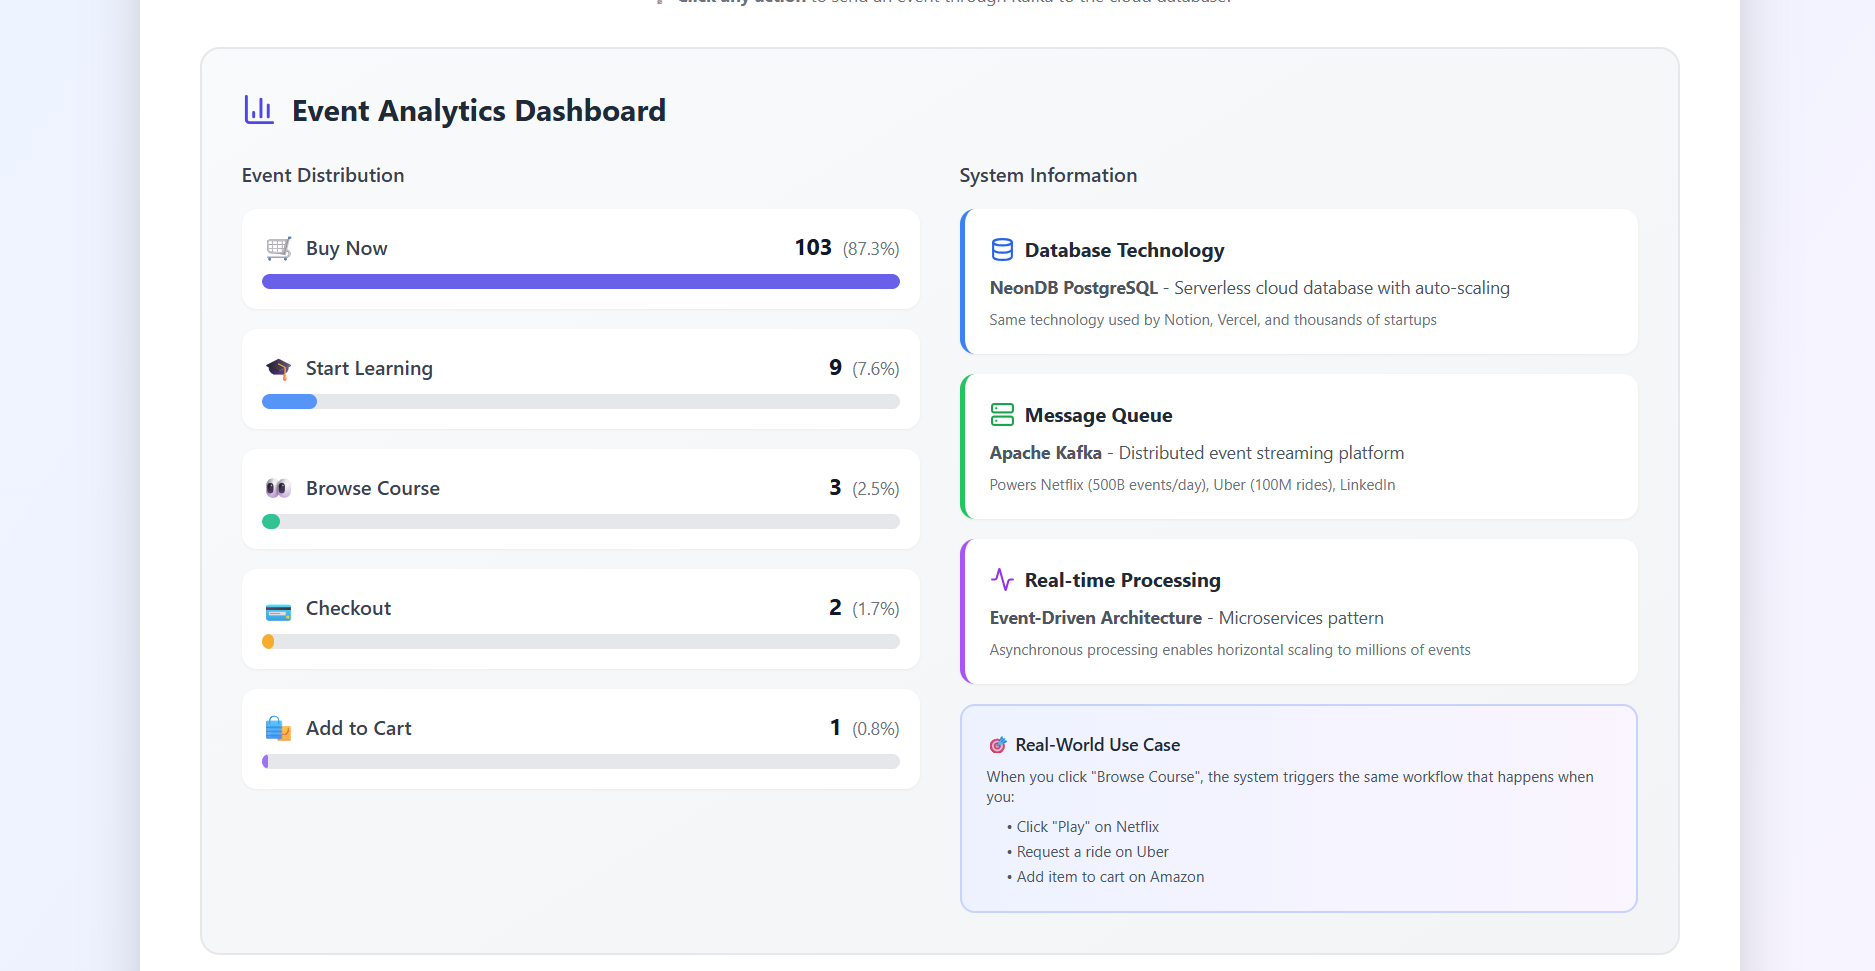 Click any action to send an event through Kafka to the cloud database!
Event Analytics Dashboard
Event Distribution
Buy Now
103 (87.3%)
Start Learning
9 (7.6%)
Browse Course
3 (2.5%)
Checkout
2 (1.7%)
Add to Cart
1 (0.8%)
System Information
Database Technology
NeonDB PostgreSQL - Serverless cloud database with auto-scaling
Same technology used by Notion, Vercel, and thousands of startups
Message Queue
Apache Kafka - Distributed event streaming platform
Powers Netflix (500B events/day), Uber (100M rides), LinkedIn
Real-time Processing
Event-Driven Architecture - Microservices pattern
Asynchronous processing enables horizontal scaling to millions of events
Real-World Use Case
When you click "Browse Course", the system triggers the same workflow that happens when
you:
• Click "Play" on Netflix
• Request a ride on Uber
• Add item to cart on Amazon